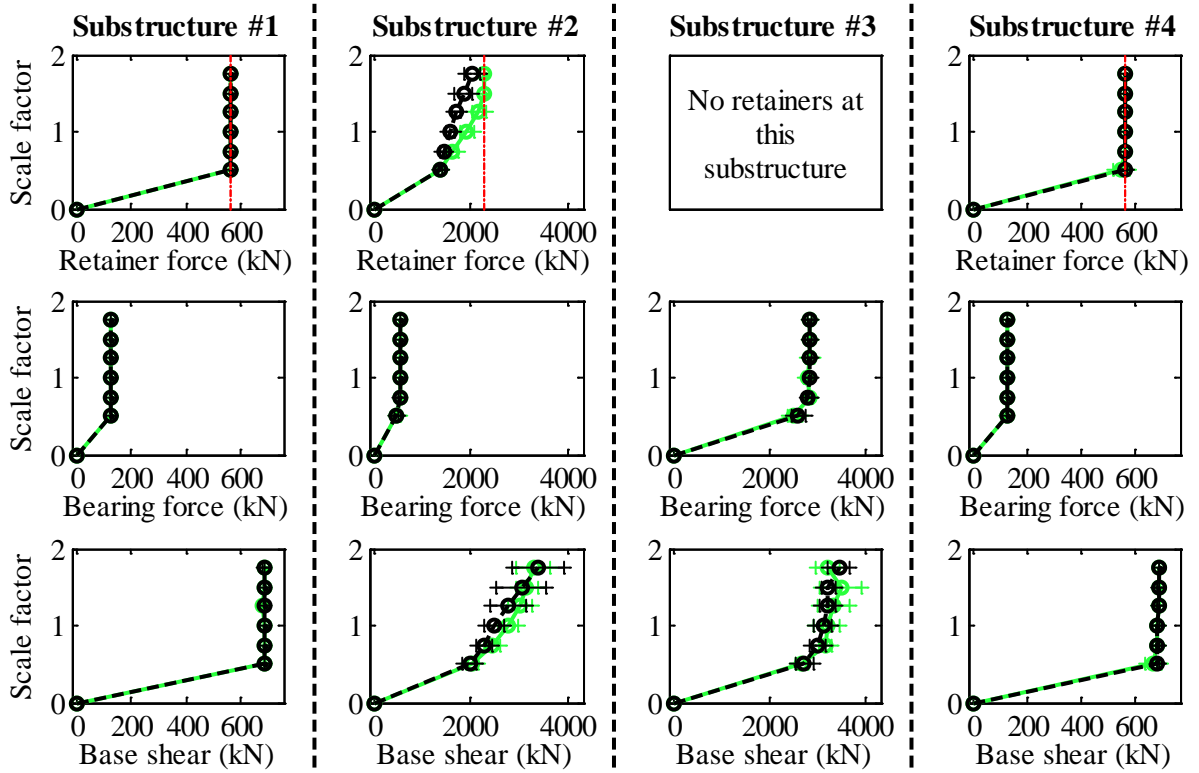 Substructure #1 Substructure #2 Substructure #3 Substructure #4
Scale factor
2
1
0
0 200 400 600
Retainer force (kN)
2
1
0
0 2000 4000
Retainer force (kN)
No retainers at
this
substructure
2
1
0
0 200 400 600
Retainer force (kN)
Scale factor
2
1
0
0 200 400 600
Bearing force (kN)
2
1
0
0 2000 4000
Bearing force (kN)
2
1
0
0 2000 4000
Bearing force (kN)
2
1
0
0 200 400 600
Bearing force (kN)
Scale factor
2
1
0
0 200 400 600
Base shear (kN)
2
1
0
0 2000 4000
Base shear (kN)
2
1
0
0 2000 4000
Base shear (kN)
2
1
0
0 200 400 600
Base shear (kN)